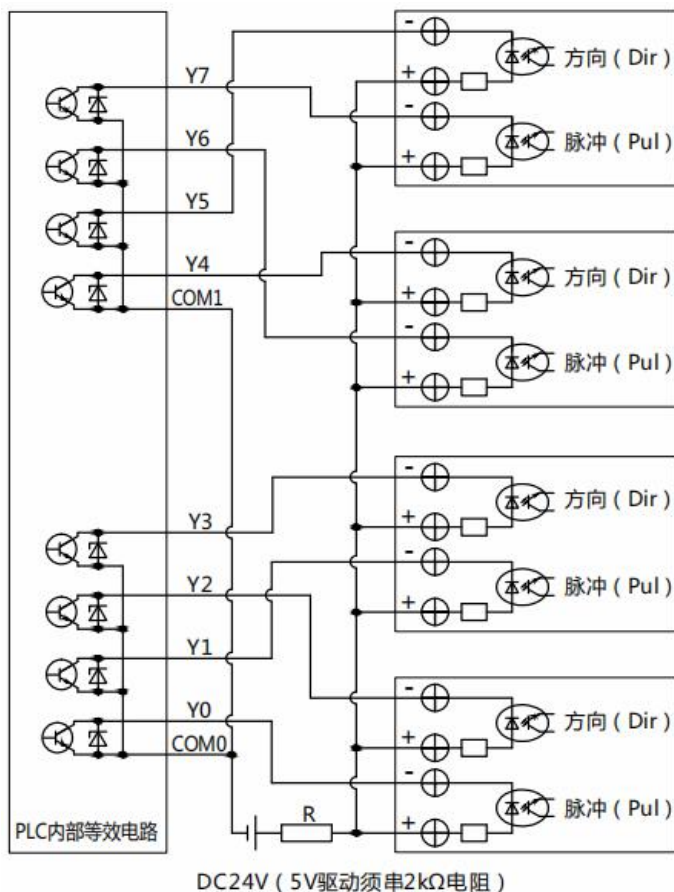 - 方向（Dir）
Y7 +
-
Y6 脉冲（Pul）
+
Y5
-
Y4 方向（Dir）
COM1 +
-
脉冲（Pul）
+
-
方向（Dir）
Y3 +
-
Y2 脉冲（Pul）
+
Y1
-
Y0 方向（Dir）
COM0 +
-
R 脉冲（Pul）
PLC内部等效电路 +
DC24V（5V驱动须串2kΩ电阻）